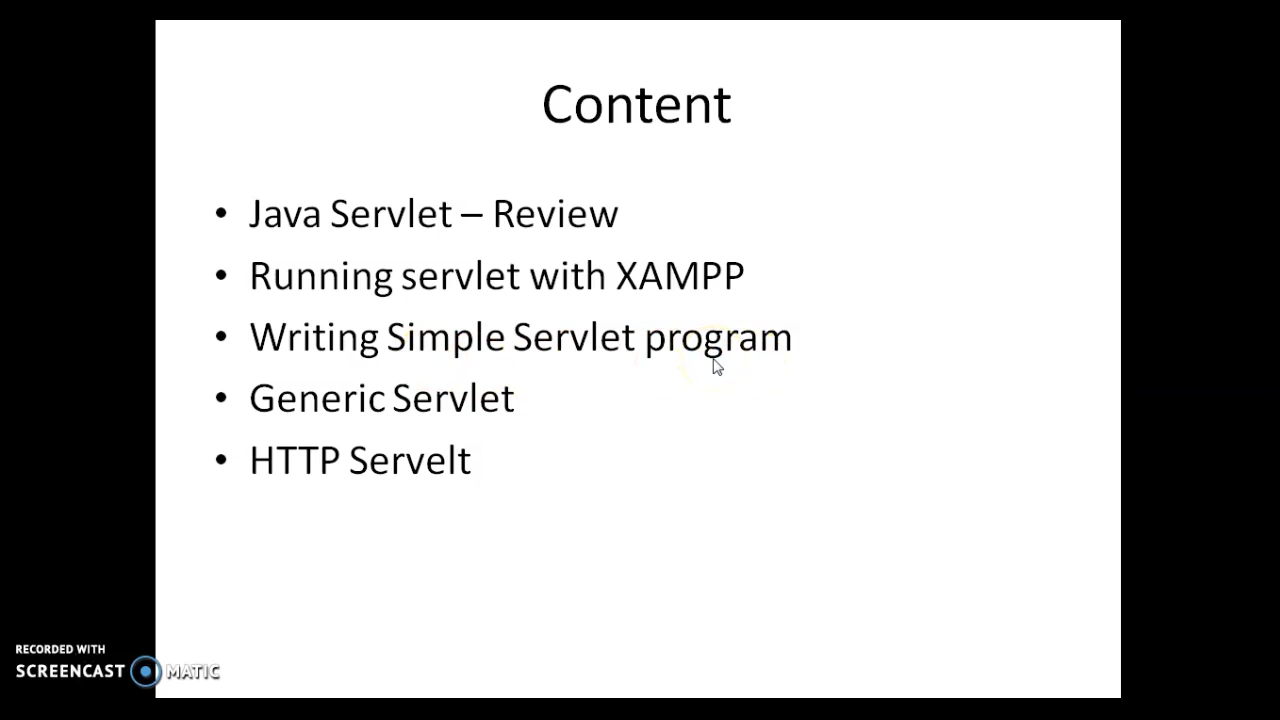 Content
• Java Servlet – Review
• Running servlet with XAMPP
• Writing Simple Servlet program
• Generic Servlet
• HTTP Servelt
RECORDED WITH
SCREENCAST MATIC